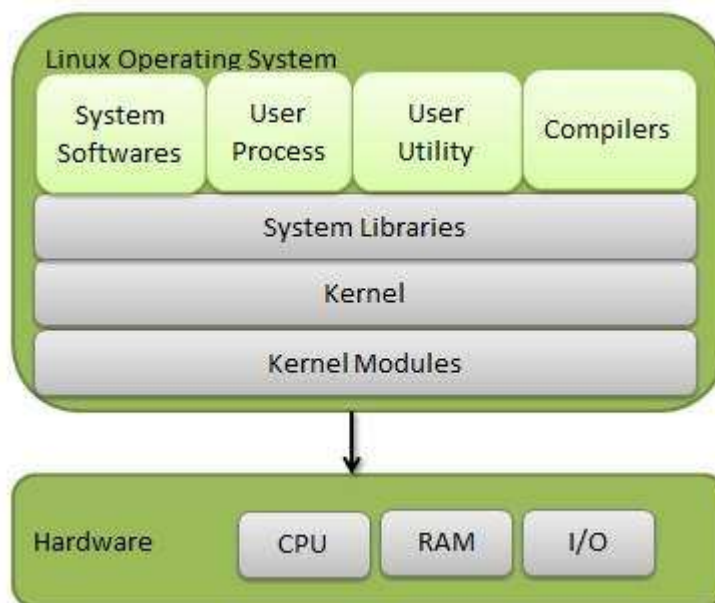 Linux Operating System
System
Softwares
User
Process
User
Utility
Compilers
System Libraries
Kernel
Kernel Modules
Hardware
CPU
RAM
I/O